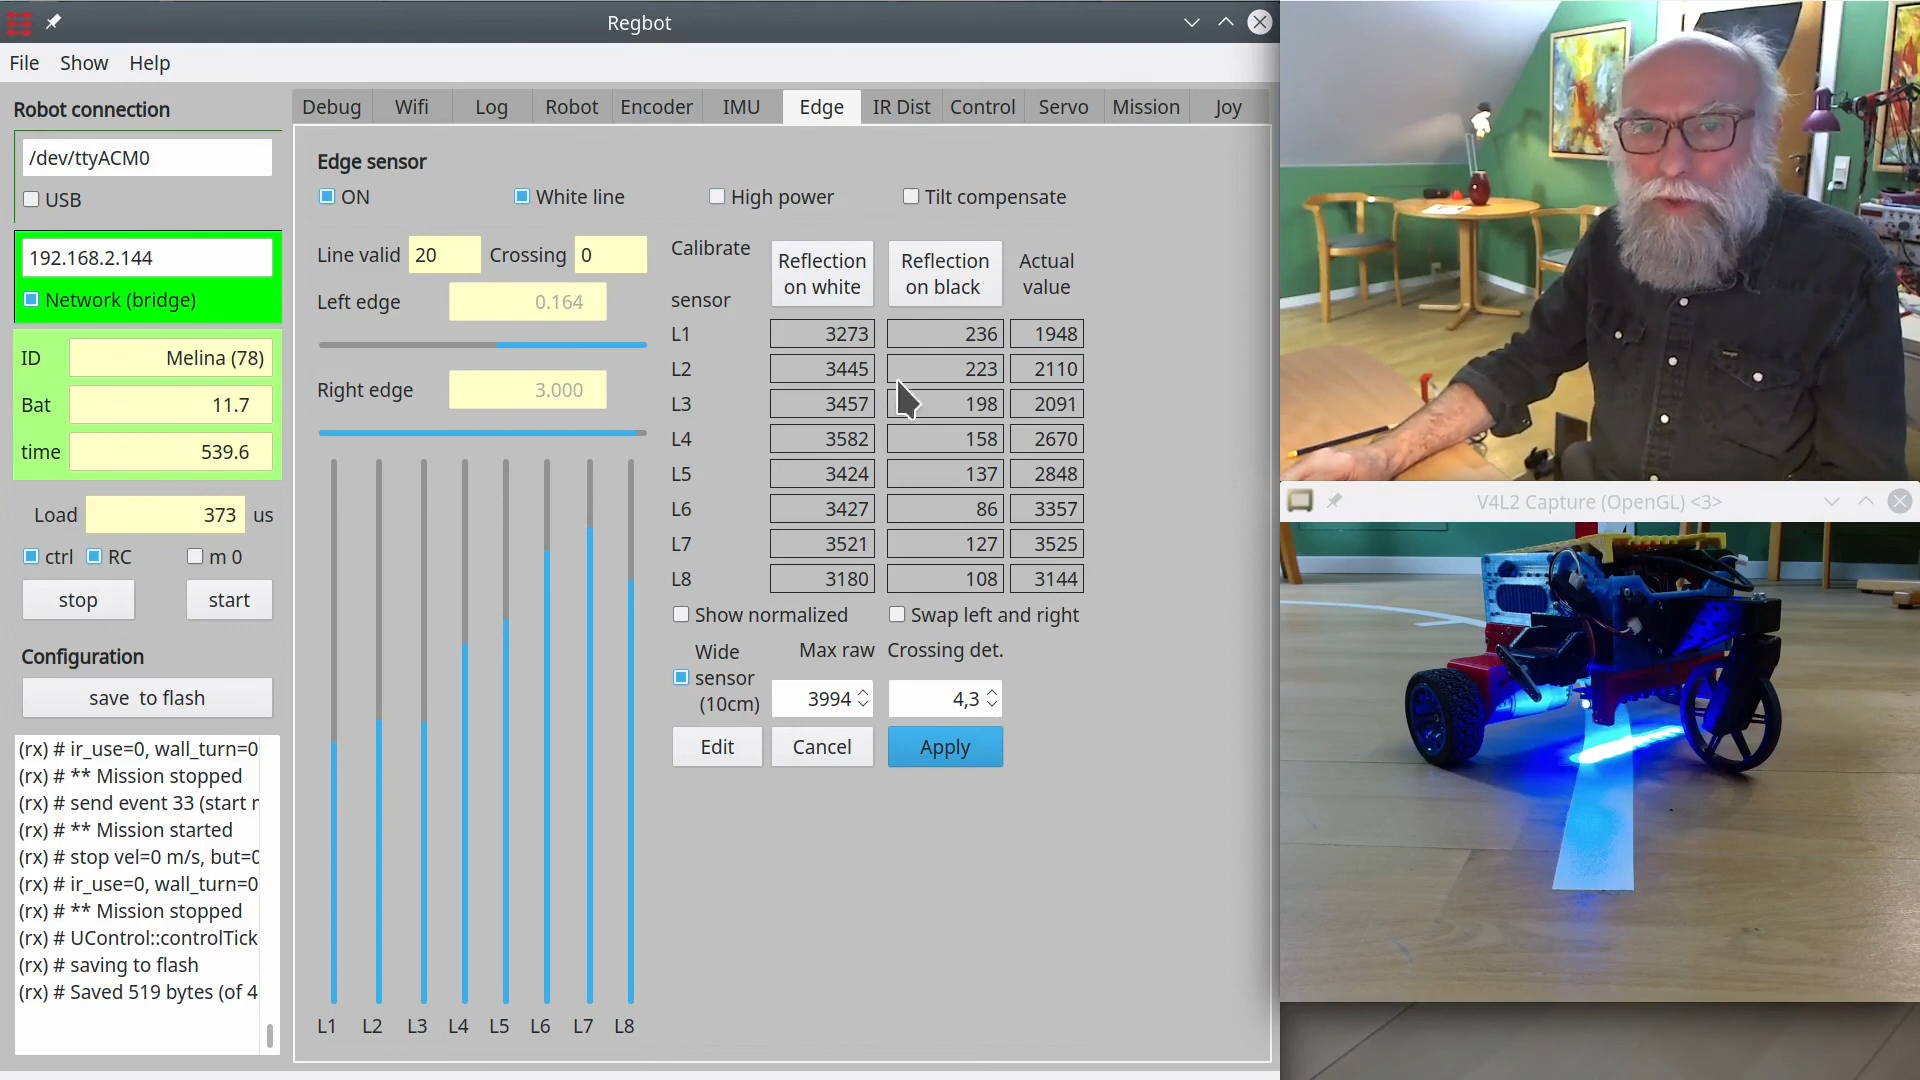 Regbot
File Show Help
Robot connection
/dev/ttyACM0
USB
192.168.2.144
Network (bridge)
ID Melina (78)
Bat 11.7
time 539.6
Load 373 us
ctrl RC m 0
stop start
Configuration
save to flash
(rx) # ir_use=0, wall_turn=0
(rx) # ** Mission stopped
(rx) # send event 33 (start
(rx) # ** Mission started
(rx) # stop vel=0 m/s, but=0
(rx) # ir_use=0, wall_turn=0
(rx) # ** Mission stopped
(rx) # UControl::controlTick
(rx) # saving to flash
(rx) # Saved 519 bytes (of 4
Debug Wifi Log Robot Encoder IMU Edge IR Dist Control Servo Mission Joy
Edge sensor
ON White line High power Tilt compensate
Line valid 20 Crossing 0
Left edge 0.164
Right edge 3.000
L1 L2 L3 L4 L5 L6 L7 L8
Calibrate
sensor
Reflection
on white
Reflection
on black
Actual
value
L1 3273 236 1948
L2 3445 223 2110
L3 3457 198 2091
L4 3582 158 2670
L5 3424 137 2848
L6 3427 86 3357
L7 3521 127 3525
L8 3180 108 3144
Show normalized Swap left and right
Wide
sensor
(10cm)
Max raw Crossing det.
3994 4,3
Edit Cancel Apply
V4L2 Capture (OpenGL) <3>